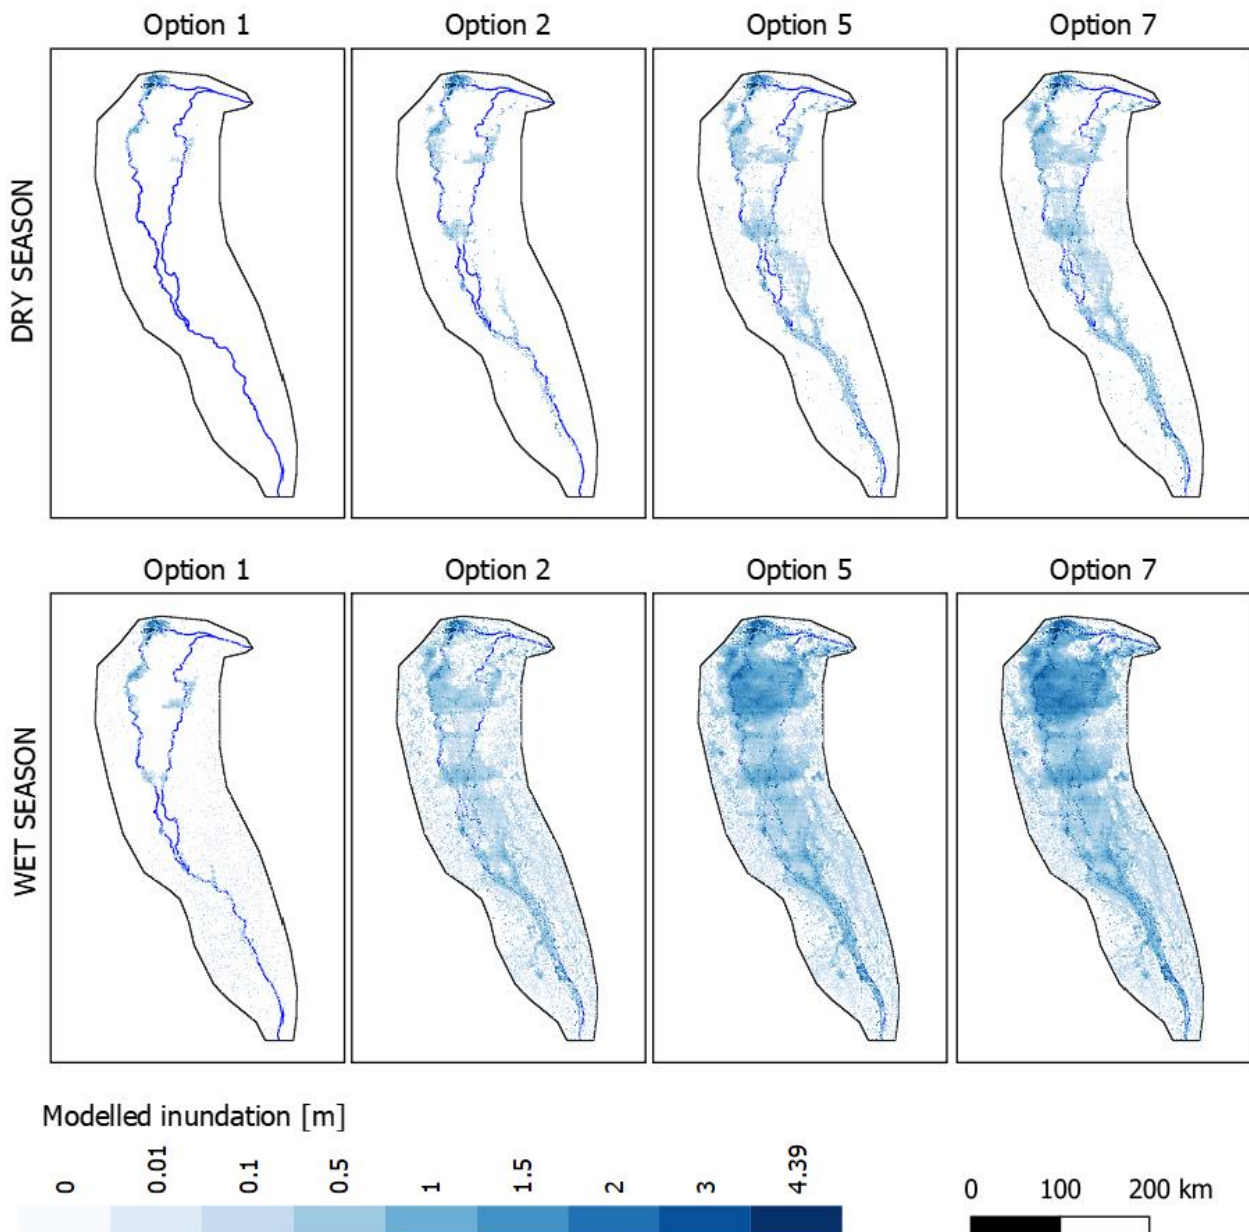 Option 1 Option 2 Option 5 Option 7
DRY SEASON
Option 1 Option 2 Option 5 Option 7
WET SEASON
Modelled inundation [m]
0 0.01 0.1 0.5 1 1.5 2 3 4.39
0 100 200 km